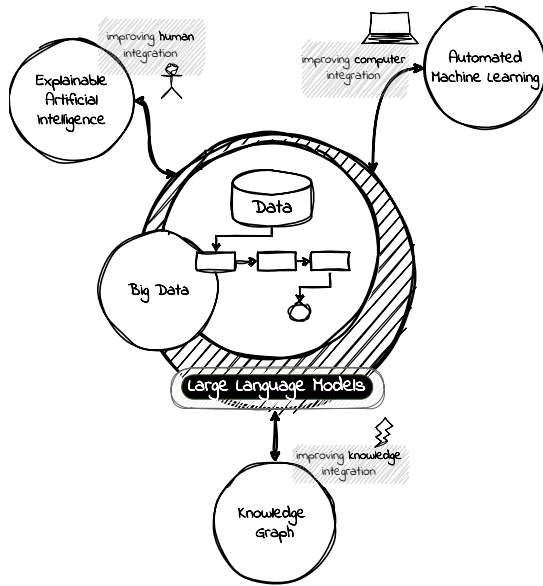 improving human
integration
Explainable
Artificial
Intelligence
improving computer
integration
Automated
Machine Learning
Data
Big Data
Large Language Models
improving knowledge
integration
Knowledge
Graph